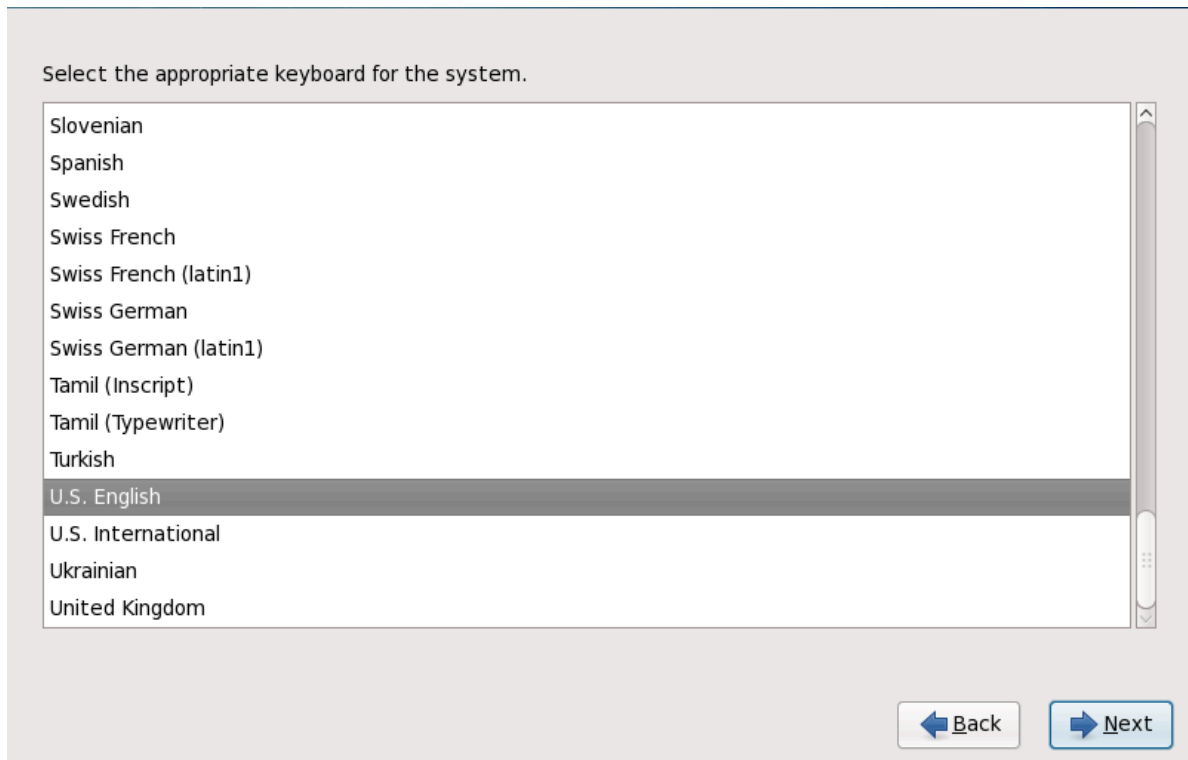 Select the appropriate keyboard for the system.
Slovenian
Spanish
Swedish
Swiss French
Swiss French (latin1)
Swiss German
Swiss German (latin1)
Tamil (Inscript)
Tamil (Typewriter)
Turkish
U.S. English
U.S. International
Ukrainian
United Kingdom
Back Next